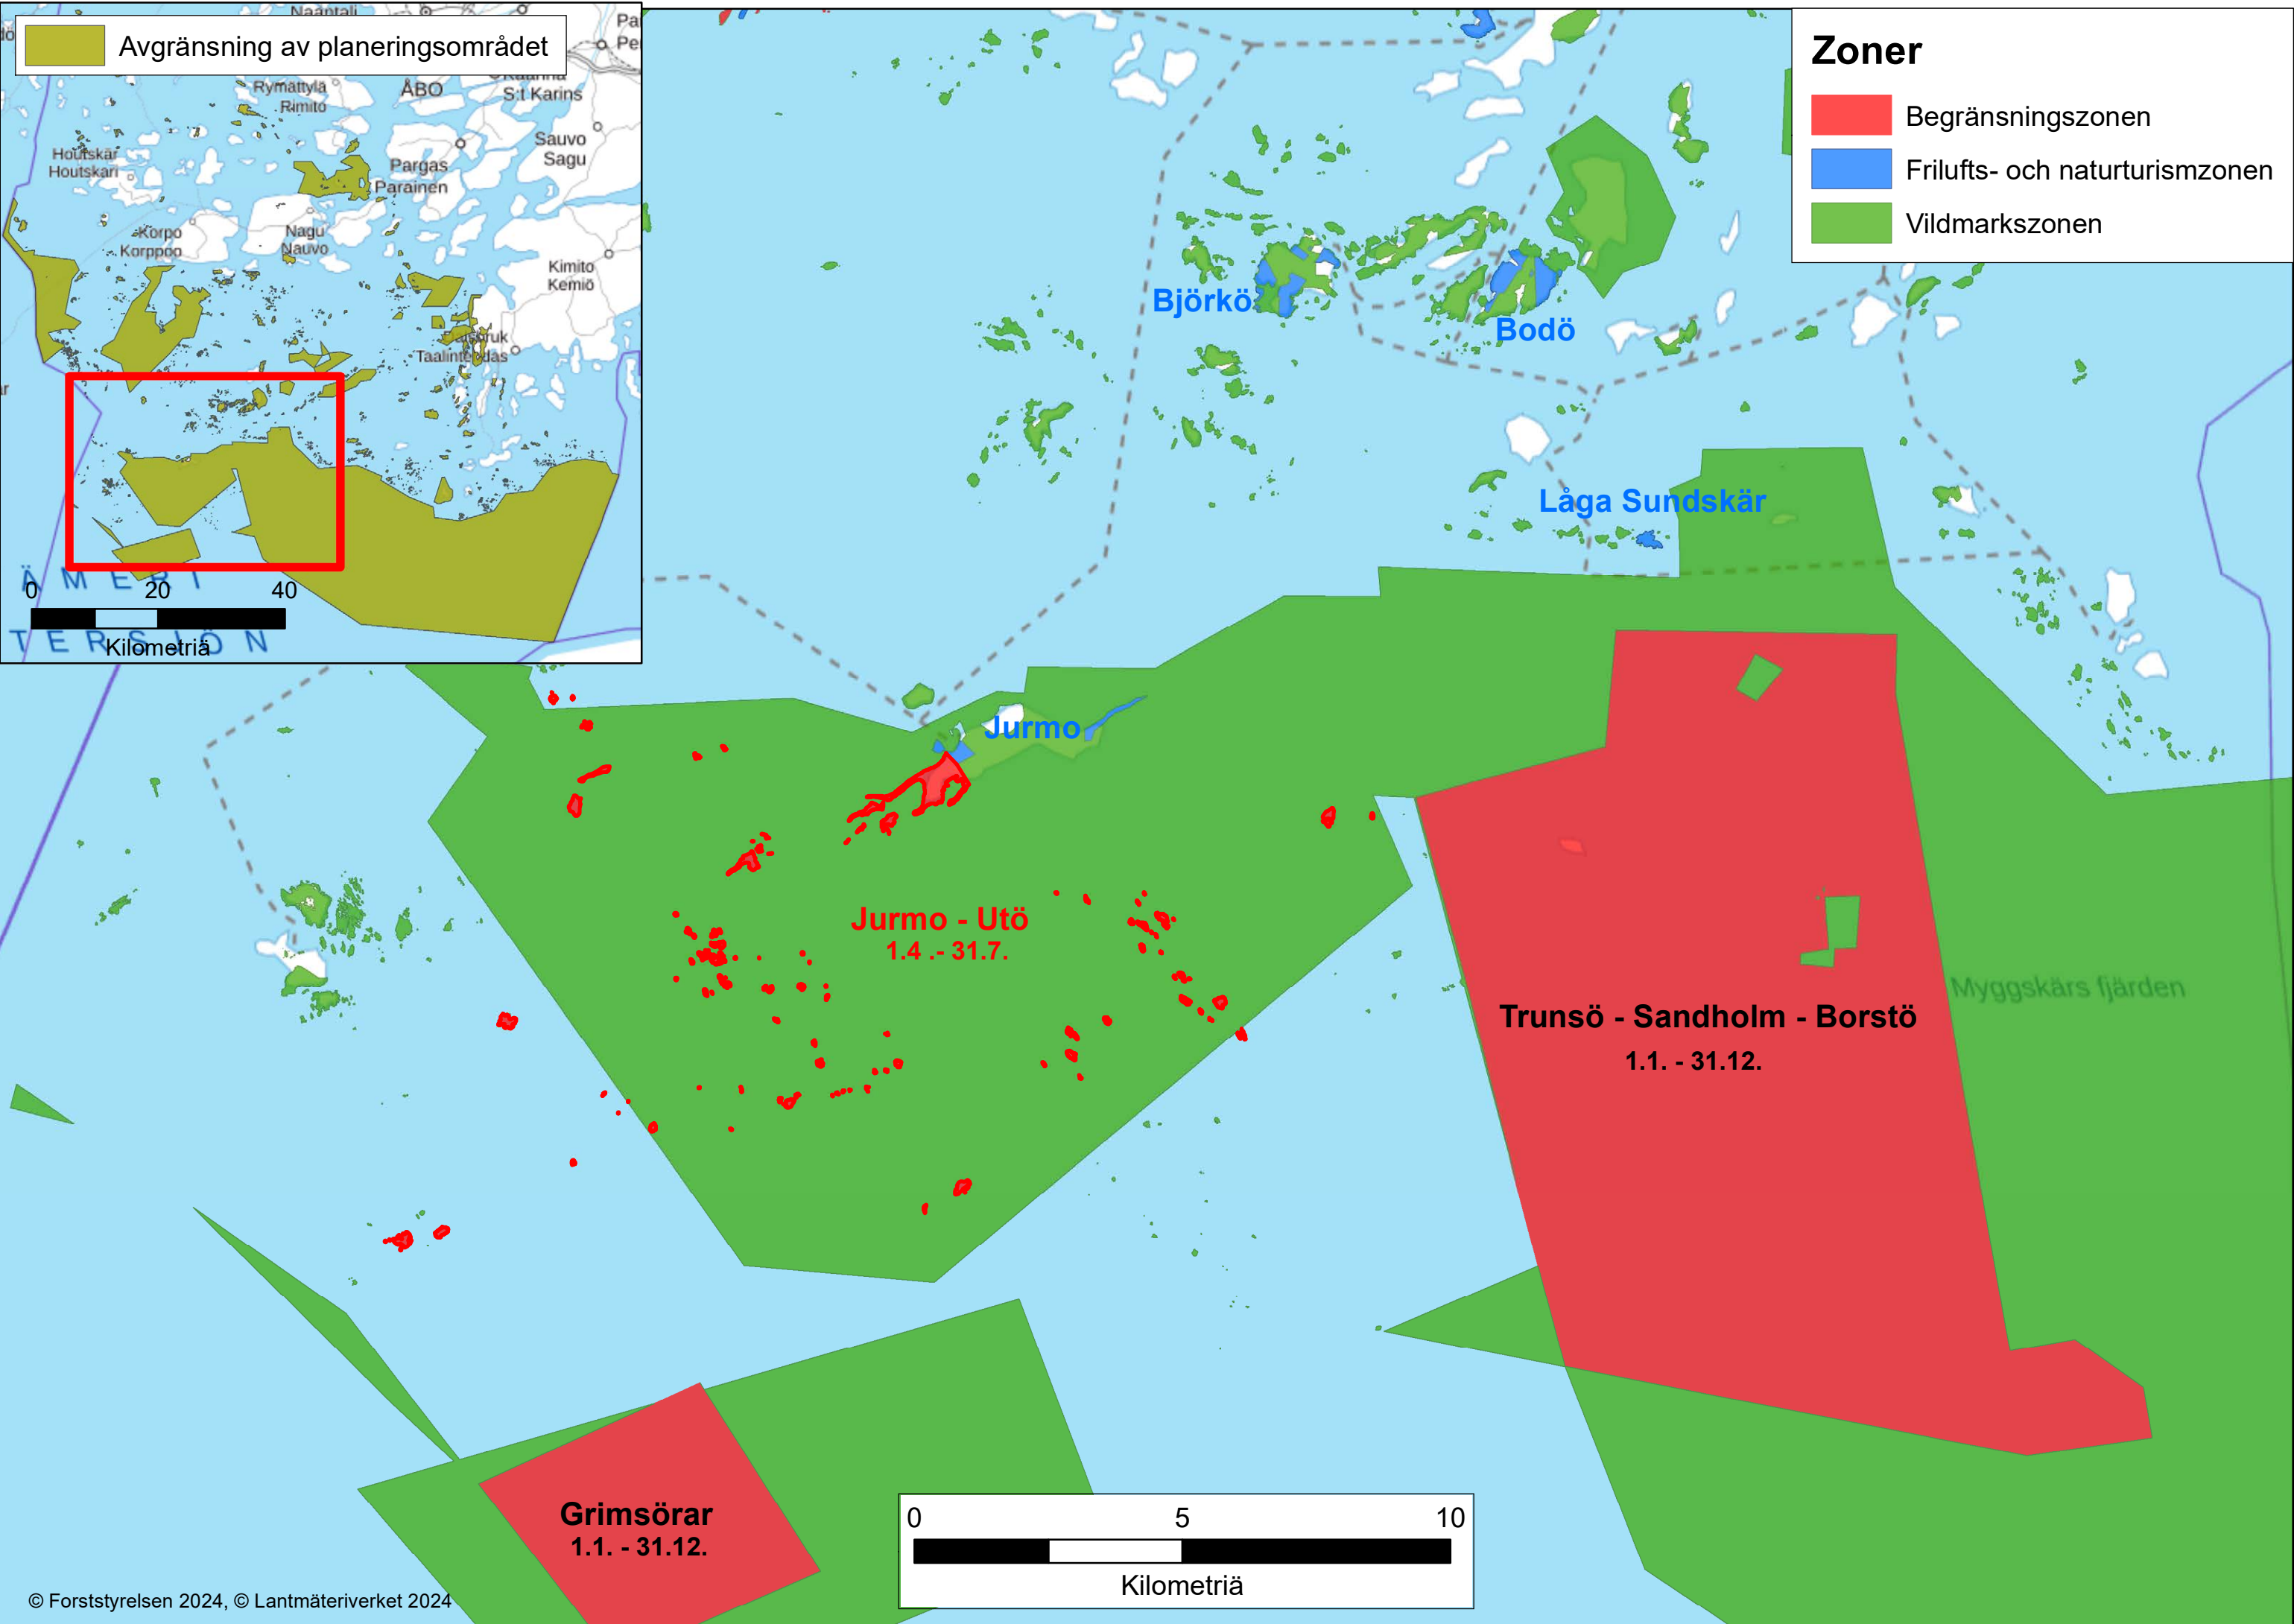 Naantali
Avgränsning av planeringsområdet
Rymättylä
Rimito
ÅBO
S:t Karins
Sauvo
Sagu
Houtskär
Houtskari
Pargas
Parainen
Korpo
Korppoo
Nagu
Nauvo
Kimito
Kemiö
0 20 40
Kilometriä
Zoner
Begränsningszonen
Frilufts- och naturturismzonen
Vildmarkszonen
Björkö
Bodö
Låga Sundskär
Jurmo
Jurmo - Utö
1.4 .- 31.7.
Myggskärs fjärden
Trunsö - Sandholm - Borstö
1.1. - 31.12.
Grimsörar
1.1. - 31.12.
0 5 10
Kilometriä
© Forststyrelsen 2024, © Lantmäteriverket 2024